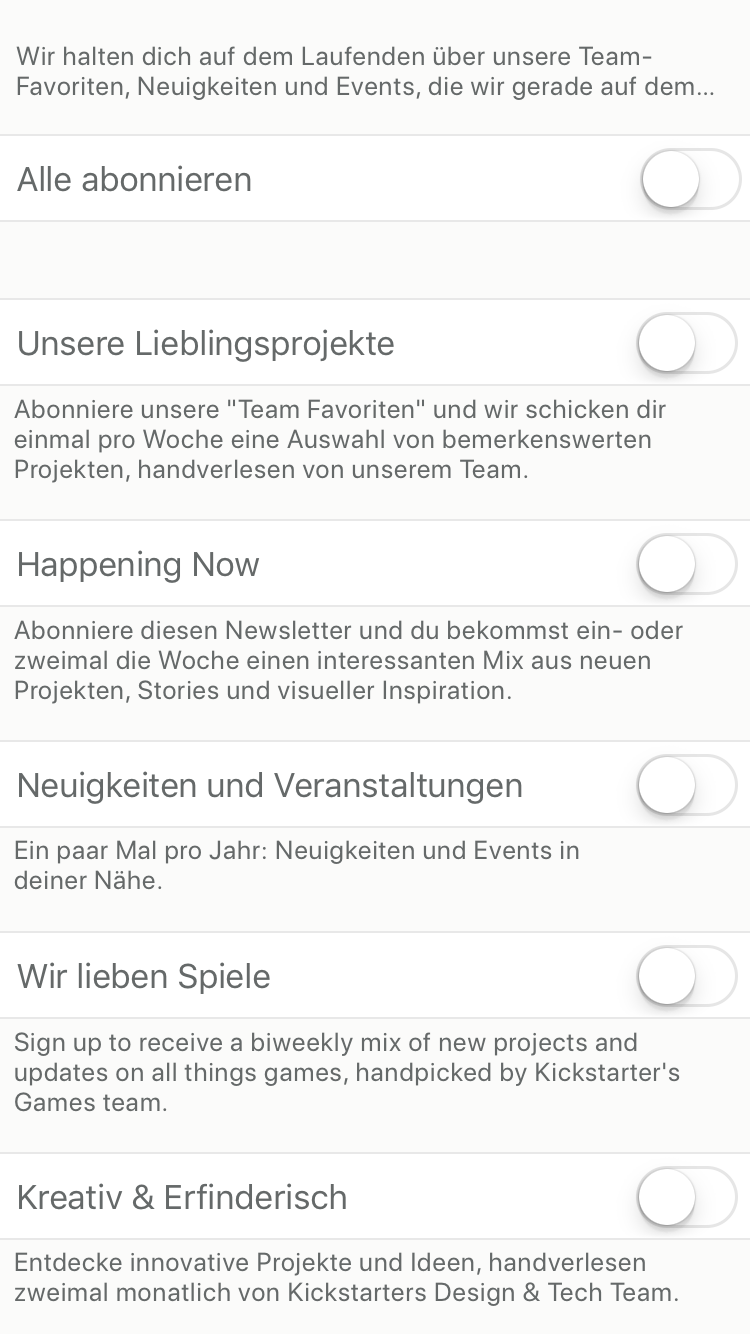 Wir halten dich auf dem Laufenden über unsere Team-
Favoriten, Neuigkeiten und Events, die wir gerade auf dem...
Alle abonnieren
Unsere Lieblingsprojekte
Abonniere unsere "Team Favoriten" und wir schicken dir
einmal pro Woche eine Auswahl von bemerkenswerten
Projekten, handverlesen von unserem Team.
Happening Now
Abonniere diesen Newsletter und du bekommst ein- oder
zweimal die Woche einen interessanten Mix aus neuen
Projekten, Stories und visueller Inspiration.
Neuigkeiten und Veranstaltungen
Ein paar Mal pro Jahr: Neuigkeiten und Events in
deiner Nähe.
Wir lieben Spiele
Sign up to receive a biweekly mix of new projects and
updates on all things games, handpicked by Kickstarter's
Games team.
Kreativ & Erfinderisch
Entdecke innovative Projekte und Ideen, handverlesen
zweimal monatlich von Kickstarters Design & Tech Team.